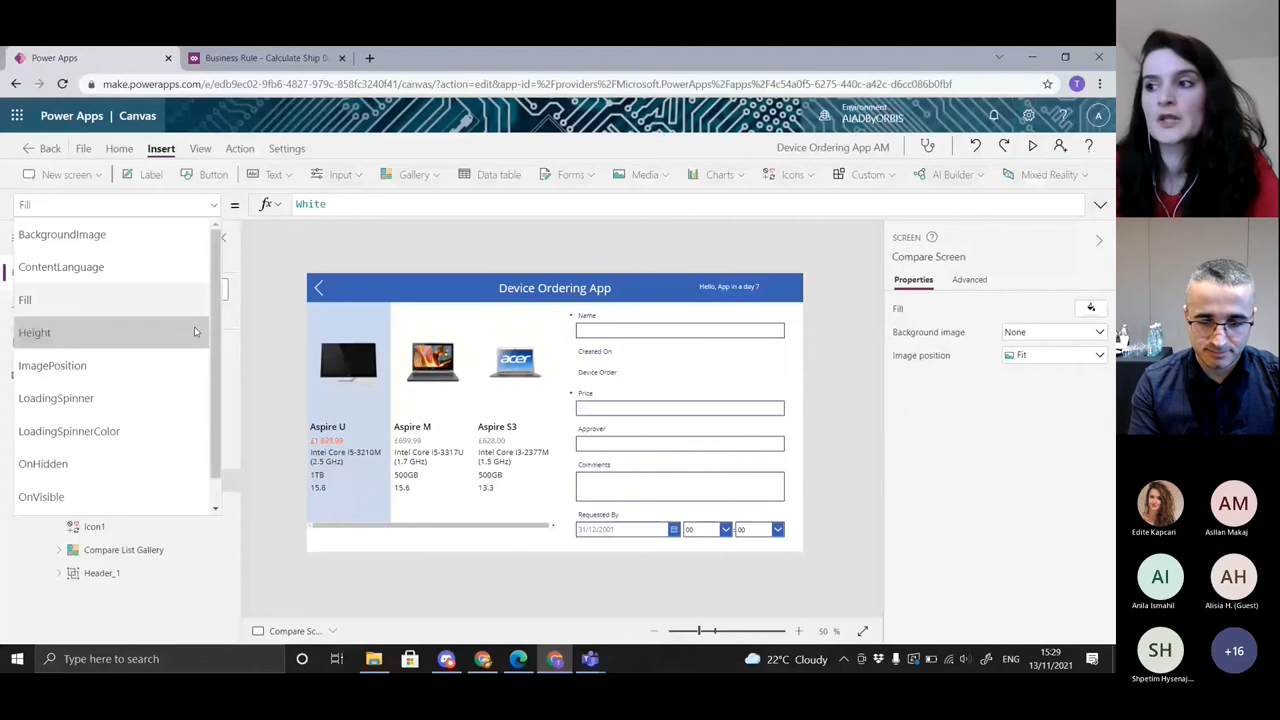 Power Apps
Business Rule - Calculate Ship D
make.powerapps.com/e/edb9ec02-9fb6-4827-979c-858fc3240f41/canvas/?action=edit&app-id=%2Fproviders%2FMicrosoft.PowerApps%2Fapps%2F4c54a0f5-6275-440c-a42c-d6cc086b0fbf
Power Apps | Canvas
Environment
AIADByORBIS
A
Back File Home Insert View Action Settings
Device Ordering App AM
New screen Label Button Text Input Gallery Data table Forms Media Charts Icons Custom AI Builder Mixed Reality
Fill
= fx White
BackgroundImage
ContentLanguage
Fill
Height
ImagePosition
LoadingSpinner
LoadingSpinnerColor
OnHidden
OnVisible
Icon1
Compare List Gallery
Header_1
Device Ordering App
Hello, App in a day 7
acer
Aspire U
£1 899.99
Intel Core i5-3210M
(2.5 GHz)
1TB
15.6
Aspire M
£699.99
Intel Core i5-3317U
(1.7 GHz)
500GB
15.6
Aspire S3
£628.00
Intel Core i3-2377M
(1.5 GHz)
500GB
13.3
* Name
Created On
Device Order
* Price
Approver
Comments
Requested By
31/12/2001 00 : 00
SCREEN
Compare Screen
Properties Advanced
Fill
Background image None
Image position Fit
Compare Sc...
50 %
Type here to search
22°C Cloudy
ENG
15:29
13/11/2021
Edite Kapcari
AM
Asllan Makaj
AI
Anila Ismahil
AH
Alisia H. (Guest)
SH
Shpetim Hysenaj...
+16